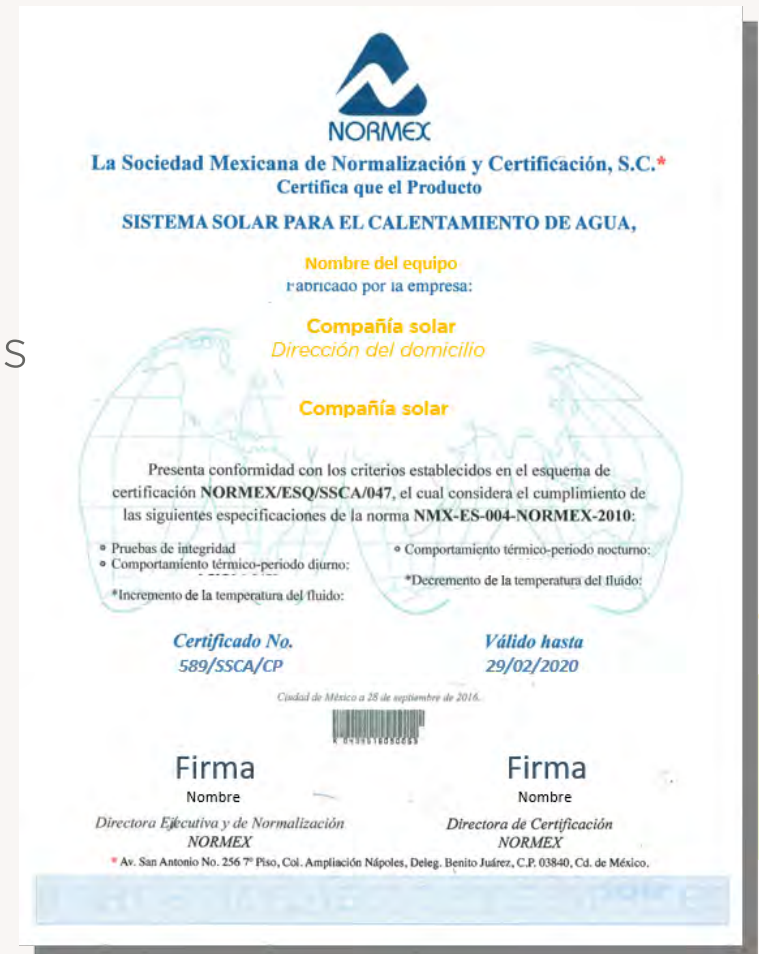 NORMEX
La Sociedad Mexicana de Normalización y Certificación, S.C.*
Certifica que el Producto
SISTEMA SOLAR PARA EL CALENTAMIENTO DE AGUA,
Nombre del equipo
Fabricado por la empresa:
Compañía solar
Dirección del domicilio
S
Compañía solar
Presenta conformidad con los criterios establecidos en el esquema de
certificación NORMEX/ESQ/SSCA/047, el cual considera el cumplimiento de
las siguientes especificaciones de la norma NMX-ES-004-NORMEX-2010:
° Pruebas de integridad
° Comportamiento térmico-periodo diurno:
*Incremento de la temperatura del fluido:
° Comportamiento térmico-periodo nocturno:
*Decremento de la temperatura del fluido:
Certificado No.
589/SSCA/CP
Válido hasta
29/02/2020
Ciudad de México a 28 de septiembre de 2016.
Firma
Nombre
Directora Ejecutiva y de Normalización
NORMEX
Firma
Nombre
Directora de Certificación
NORMEX
* Av. San Antonio No. 256 7° Piso, Col. Ampliación Nápoles, Deleg. Benito Juárez, C.P. 03840, Cd. de México.